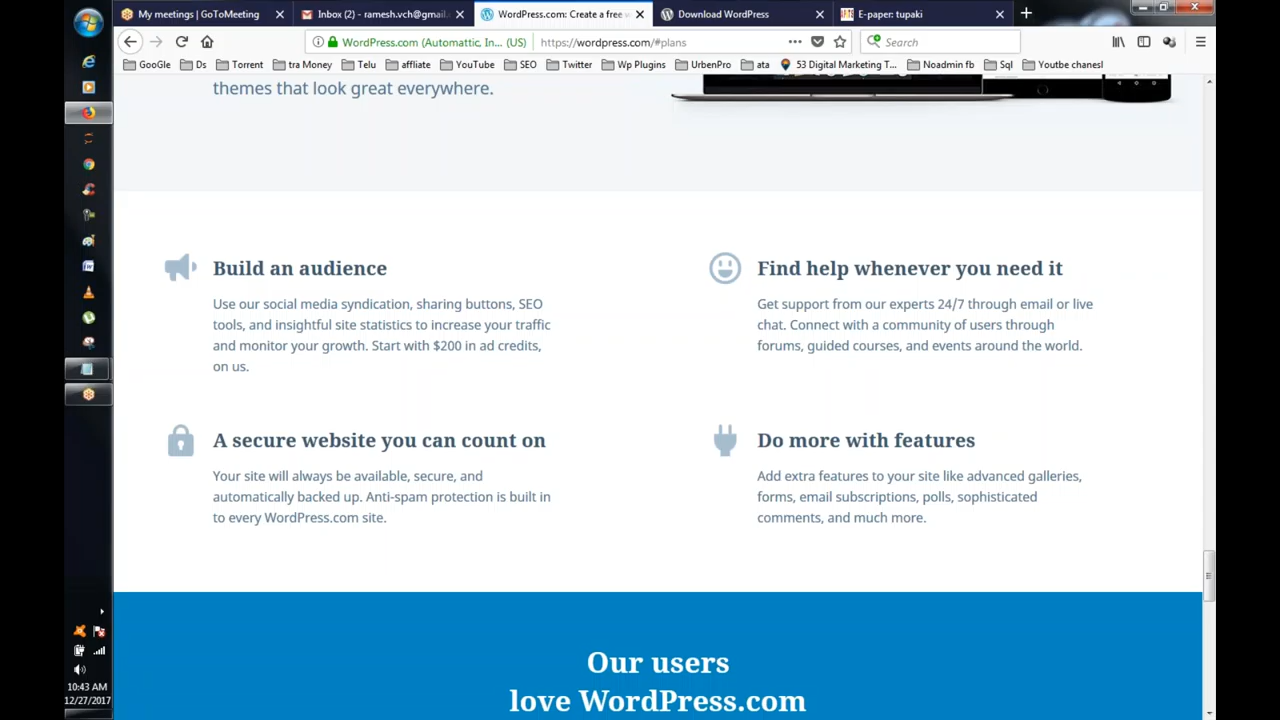 My meetings | GoToMeeting
Inbox (2) - ramesh.vch@gmail.
WordPress.com: Create a free w
Download WordPress
E-paper: tupaki
WordPress.com (Automattic, In... (US)
https://wordpress.com/#plans
Search
GooGle
Ds
Torrent
tra Money
Telu
affliate
YouTube
SEO
Twitter
Wp Plugins
UrbenPro
ata
53 Digital Marketing T...
Noadmin fb
Sql
Youtbe chanesl
themes that look great everywhere.
Build an audience
Use our social media syndication, sharing buttons, SEO
tools, and insightful site statistics to increase your traffic
and monitor your growth. Start with $200 in ad credits,
on us.
Find help whenever you need it
Get support from our experts 24/7 through email or live
chat. Connect with a community of users through
forums, guided courses, and events around the world.
A secure website you can count on
Your site will always be available, secure, and
automatically backed up. Anti-spam protection is built in
to every WordPress.com site.
Do more with features
Add extra features to your site like advanced galleries,
forms, email subscriptions, polls, sophisticated
comments, and much more.
Our users
love WordPress.com
10:43 AM
12/27/2017